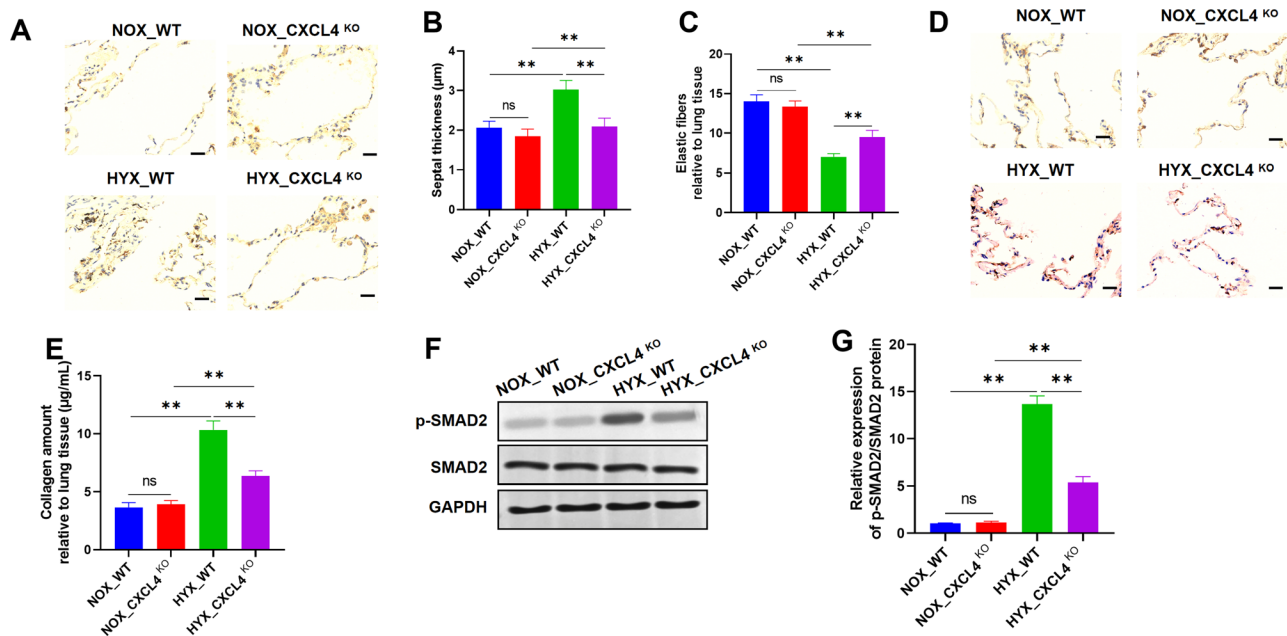 A
NOX_WT
NOX_CXCL4 KO
HYX_WT
HYX_CXCL4 KO
B
Septal thickness (μm)
6
4
2
0
**
**
**
ns
NOX_WT
NOX_CXCL4 KO
HYX_WT
HYX_CXCL4 KO
C
Elastic fibers
relative to lung tissue
25
20
15
10
5
0
**
**
ns
**
NOX_WT
NOX_CXCL4 KO
HYX_WT
HYX_CXCL4 KO
D
NOX_WT
NOX_CXCL4 KO
HYX_WT
HYX_CXCL4 KO
E
Collagen amount
relative to lung tissue (μg/mL)
15
10
5
0
**
**
**
ns
NOX_WT
NOX_CXCL4 KO
HYX_WT
HYX_CXCL4 KO
F
NOX_WT
NOX_CXCL4 KO
HYX_WT
HYX_CXCL4 KO
p-SMAD2
SMAD2
GAPDH
G
Relative expression
of p-SMAD2/SMAD2 protein
20
15
10
5
0
**
**
**
ns
NOX_WT
NOX_CXCL4 KO
HYX_WT
HYX_CXCL4 KO